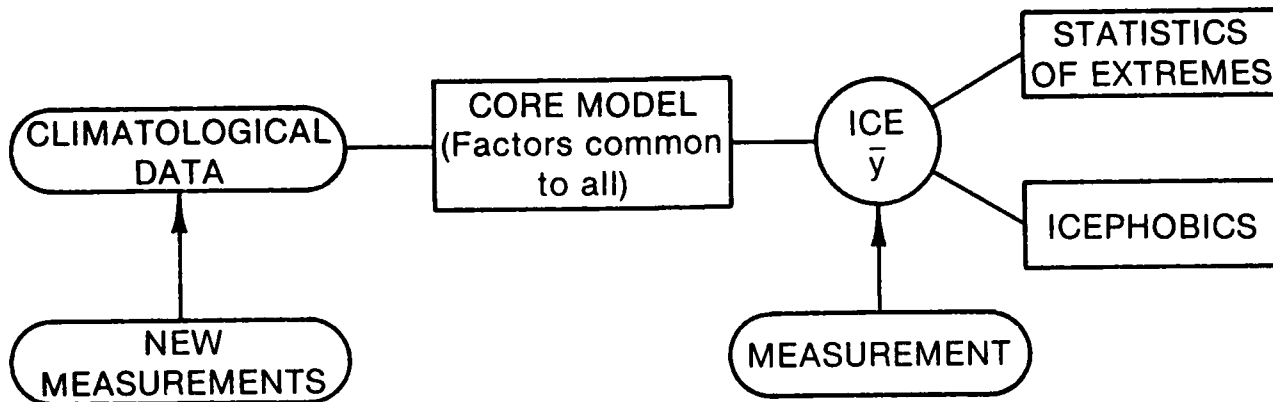 CLIMATOLOGICAL
DATA
CORE MODEL
(Factors common
to all)
ICE
ȳ
STATISTICS
OF EXTREMES
ICEPHOBICS
NEW
MEASUREMENTS
MEASUREMENT